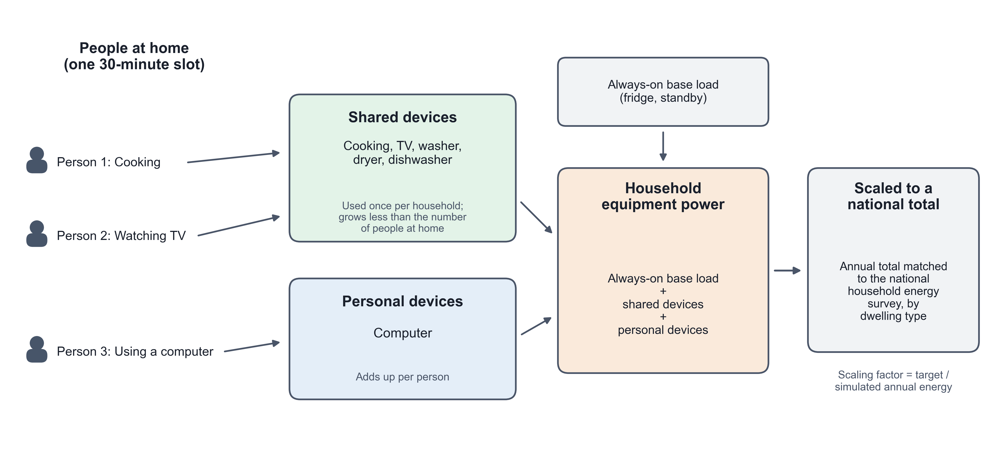 People at home
(one 30-minute slot)
Person 1: Cooking
Person 2: Watching TV
Person 3: Using a computer
Shared devices
Cooking, TV, washer,
dryer, dishwasher
Used once per household;
grows less than the number
of people at home
Personal devices
Computer
Adds up per person
Always-on base load
(fridge, standby)
Household
equipment power
Always-on base load
+
shared devices
+
personal devices
Scaled to a
national total
Annual total matched
to the national
household energy
survey, by
dwelling type
Scaling factor = target /
simulated annual energy